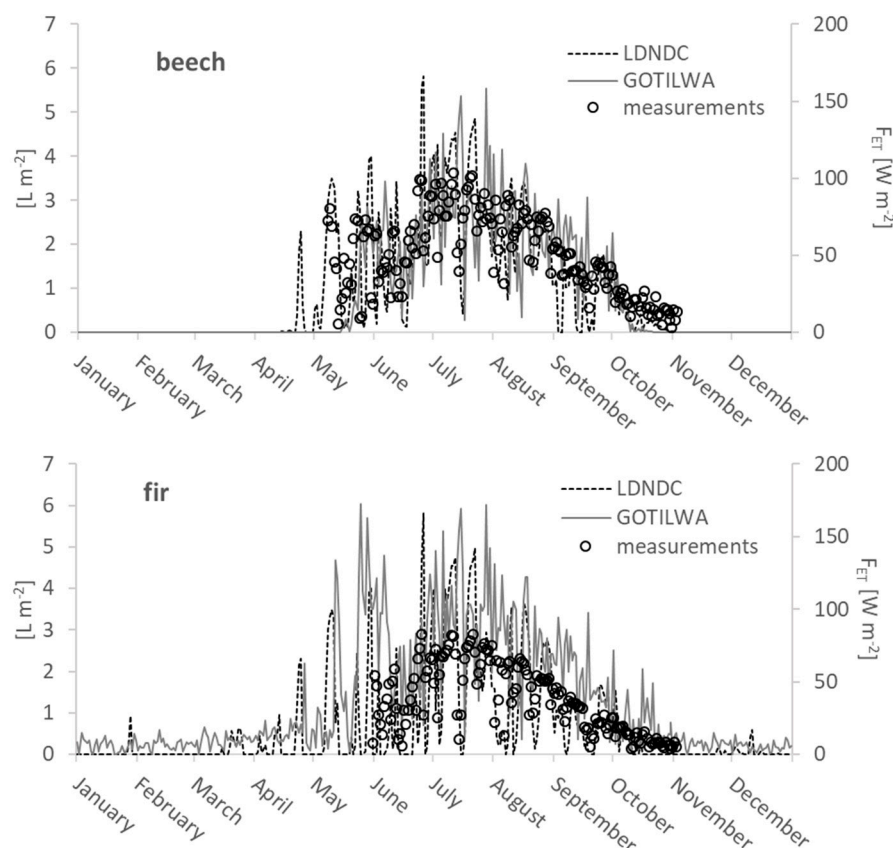 beech
LDNDC
GOTILWA
measurements
7
6
5
4
3
2
1
0
[L m-2]
200
150
100
50
0
FET [W m-2]
January
February
March
April
May
June
July
August
September
October
November
December
fir
LDNDC
GOTILWA
measurements
7
6
5
4
3
2
1
0
[L m-2]
200
150
100
50
0
FET [W m-2]
January
February
March
April
May
June
July
August
September
October
November
December